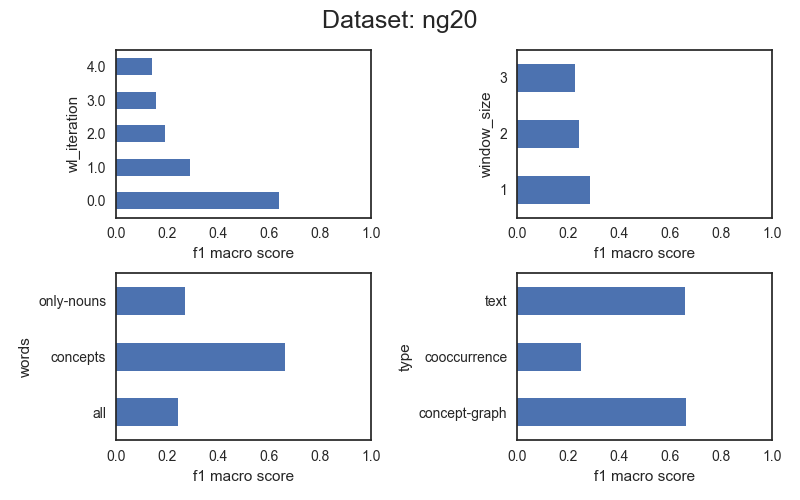 Dataset: ng20
wl_iteration
4.0
3.0
2.0
1.0
0.0
0.0 0.2 0.4 0.6 0.8 1.0
f1 macro score
window_size
3
2
1
0.0 0.2 0.4 0.6 0.8 1.0
f1 macro score
words
only-nouns
concepts
all
0.0 0.2 0.4 0.6 0.8 1.0
f1 macro score
type
text
cooccurrence
concept-graph
0.0 0.2 0.4 0.6 0.8 1.0
f1 macro score